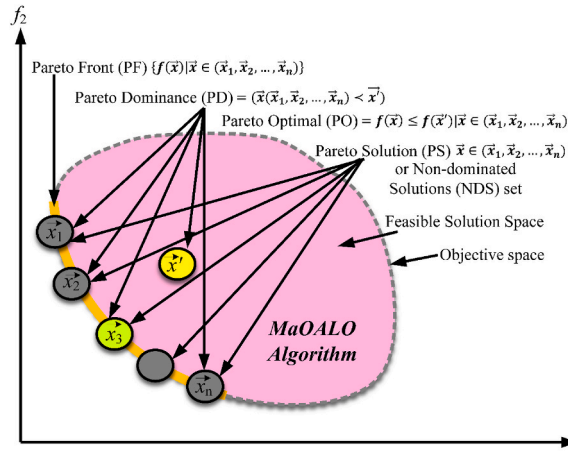 f₂
Pareto Front (PF) {f(x⃗)|x⃗ ∈ (x⃗₁, x⃗₂, ..., x⃗ₙ)}
Pareto Dominance (PD) = (x⃗(x⃗₁, x⃗₂, ..., x⃗ₙ) ≺ x⃗′)
Pareto Optimal (PO) = f(x⃗) ≤ f(x⃗′)|x⃗ ∈ (x⃗₁, x⃗₂, ..., x⃗ₙ)
Pareto Solution (PS) x⃗ ∈ (x⃗₁, x⃗₂, ..., x⃗ₙ)
or Non-dominated
Solutions (NDS) set
Feasible Solution Space
x⃗₁
Objective space
x⃗′
x⃗₂
x⃗₃
MaOALO
Algorithm
x⃗ₙ